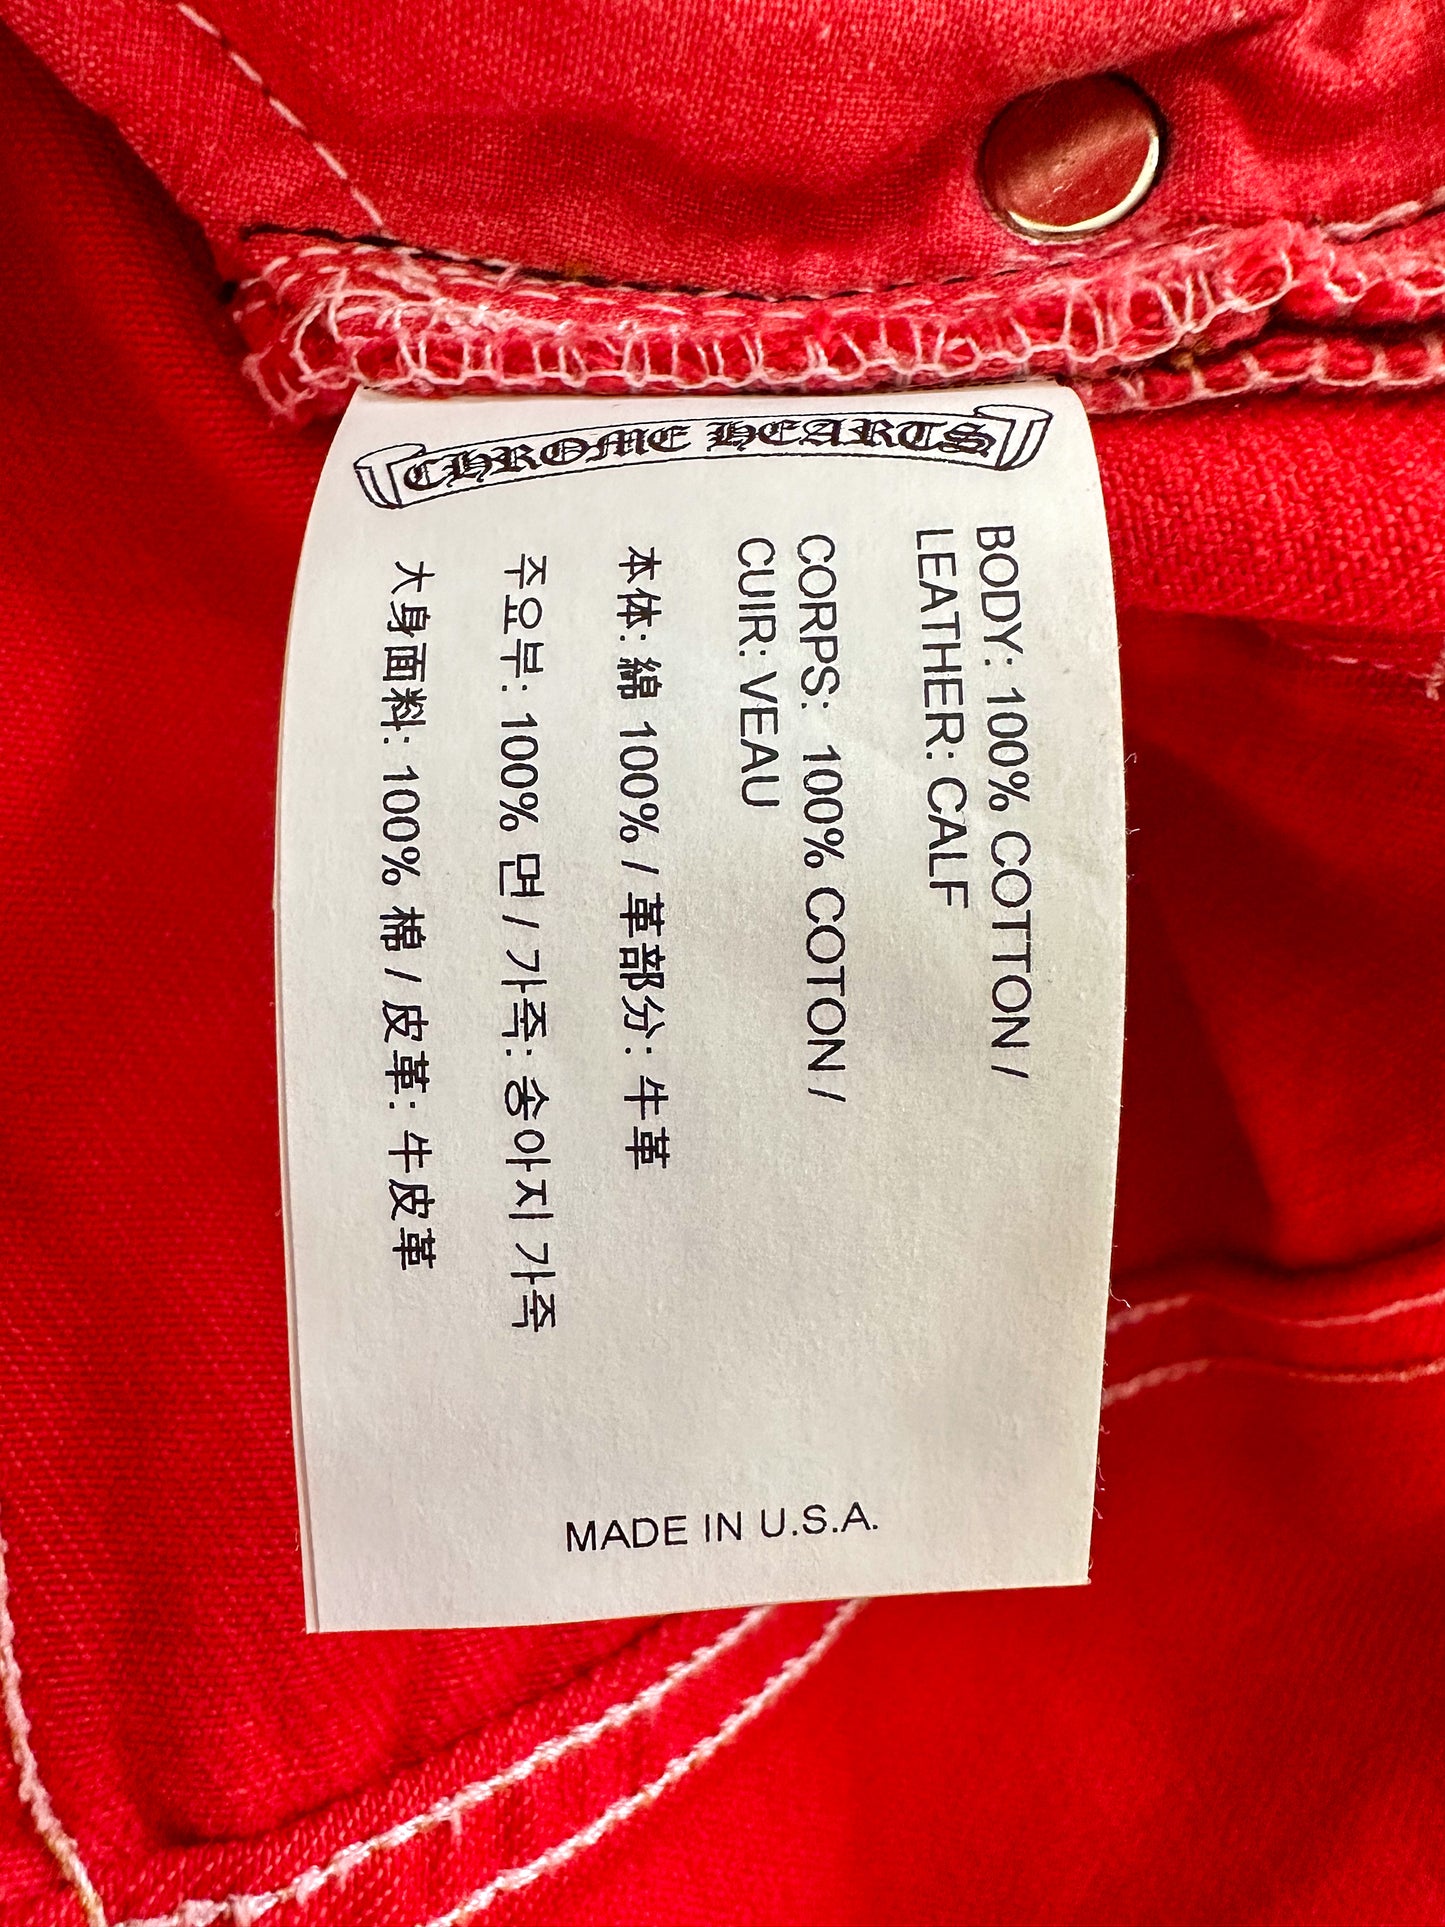 CHROME HEARTS
BODY: 100% COTTON /
LEATHER: CALF
CORPS: 100% COTON /
CUIR: VEAU
本体: 綿 100% / 革部分: 牛革
주요부: 100% 면 / 가죽: 송아지 가죽
大身面料: 100% 棉 / 皮革: 牛皮革
MADE IN U.S.A.